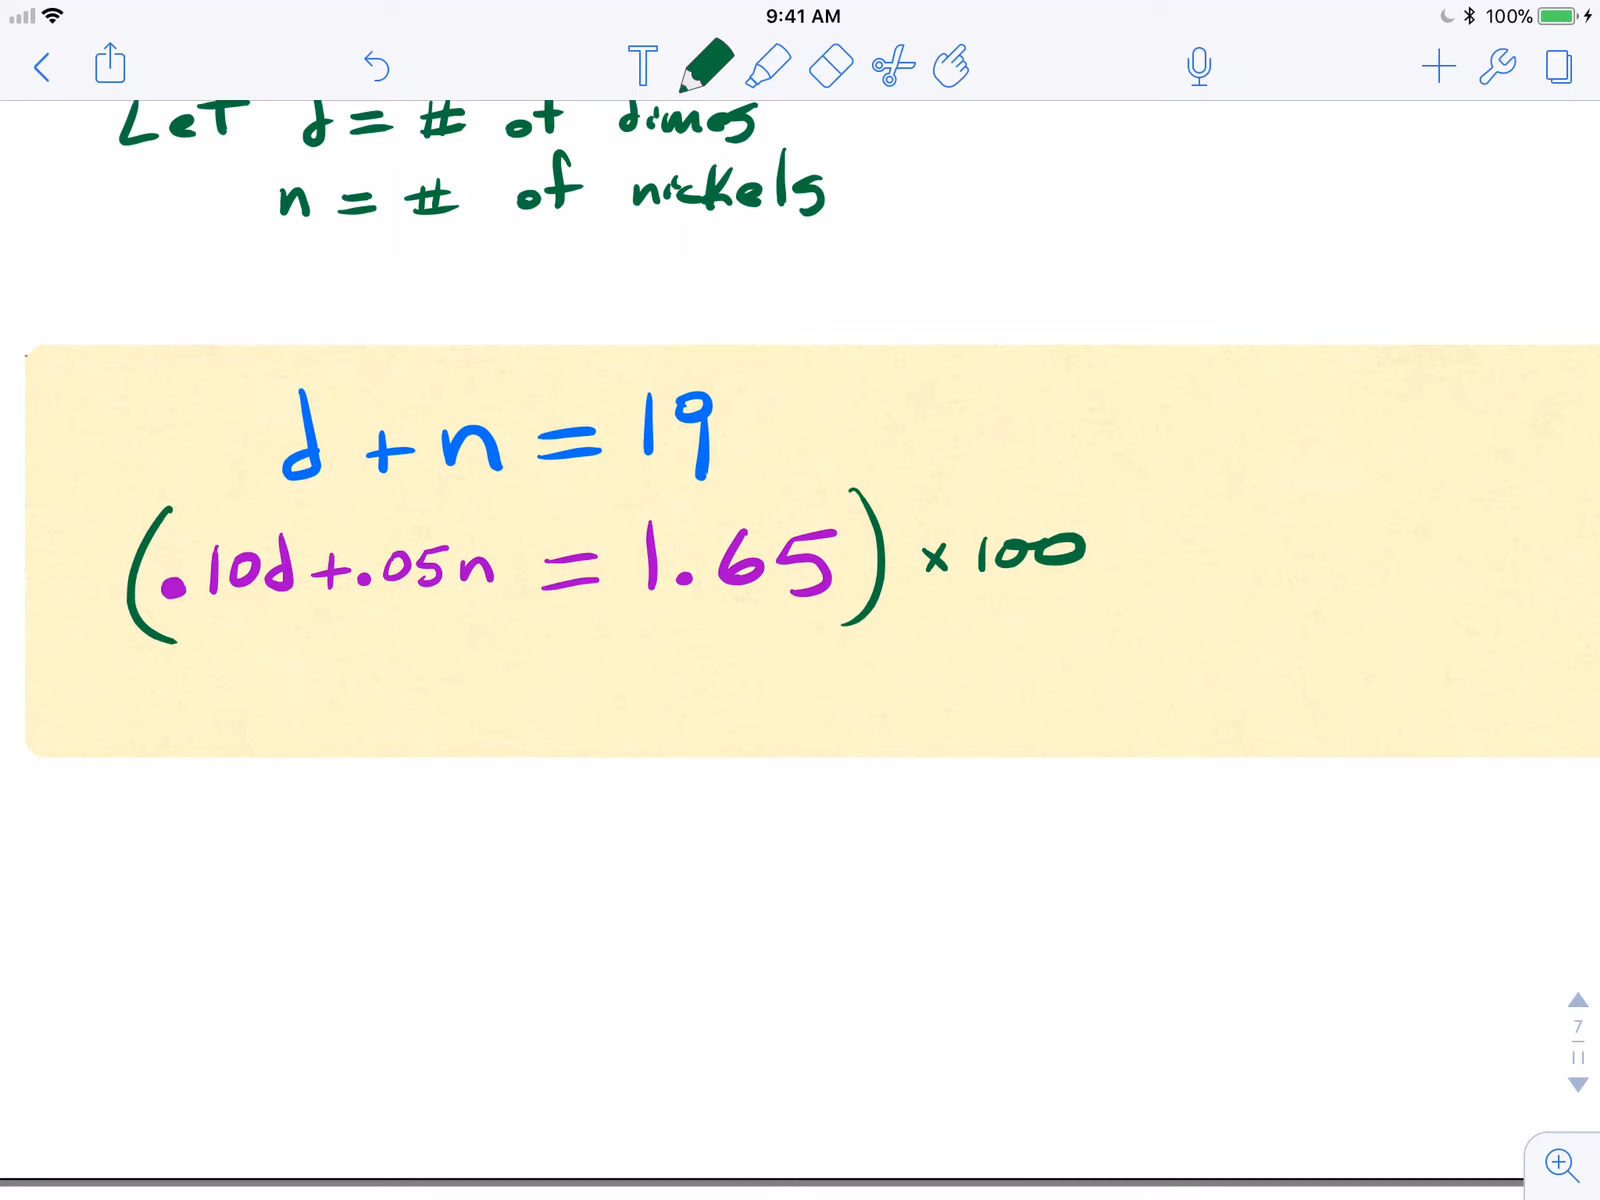 9:41 AM 100%
T
Let d = # of dimes
n = # of nickels
d + n = 19
(.10d + .05n = 1.65) × 100
7
11